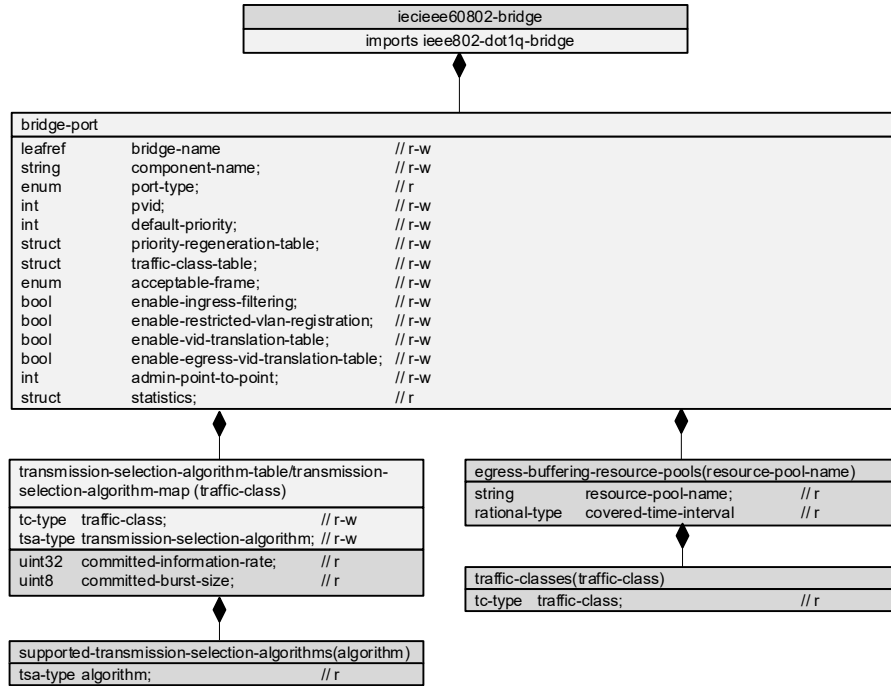 iecieee60802-bridge
imports ieee802-dot1q-bridge
bridge-port
leafref bridge-name // r-w
string component-name; // r-w
enum port-type; // r
int pvid; // r-w
int default-priority; // r-w
struct priority-regeneration-table; // r-w
struct traffic-class-table; // r-w
enum acceptable-frame; // r-w
bool enable-ingress-filtering; // r-w
bool enable-restricted-vlan-registration; // r-w
bool enable-vid-translation-table; // r-w
bool enable-egress-vid-translation-table; // r-w
int admin-point-to-point; // r-w
struct statistics; // r
transmission-selection-algorithm-table/transmission-
selection-algorithm-map (traffic-class)
tc-type traffic-class; // r-w
tsa-type transmission-selection-algorithm; // r-w
uint32 committed-information-rate; // r
uint8 committed-burst-size; // r
supported-transmission-selection-algorithms(algorithm)
tsa-type algorithm; // r
egress-buffering-resource-pools(resource-pool-name)
string resource-pool-name; // r
rational-type covered-time-interval // r
traffic-classes(traffic-class)
tc-type traffic-class; // r